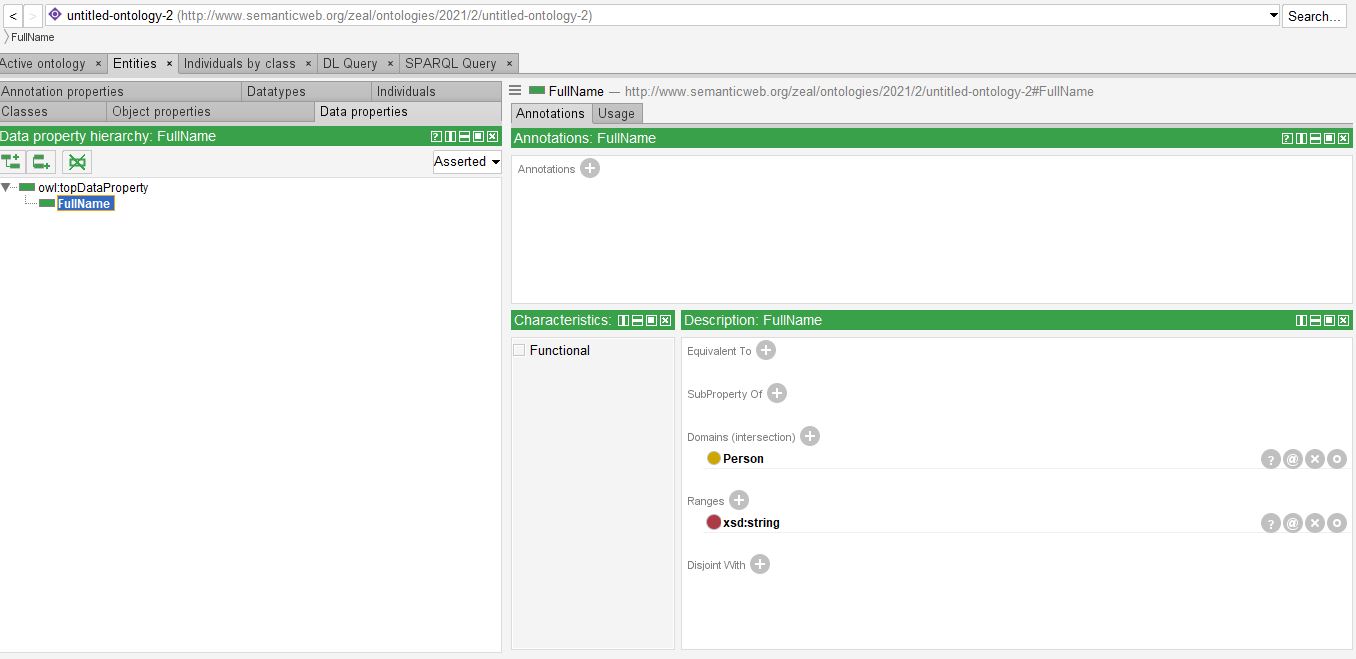 < > untitled-ontology-2 (http://www.semanticweb.org/zeal/ontologies/2021/2/untitled-ontology-2) Search...
FullName
Active ontology × Entities × Individuals by class × DL Query × SPARQL Query ×
Annotation properties Datatypes Individuals
Classes Object properties Data properties
Data property hierarchy: FullName
Asserted
owl:topDataProperty
FullName
FullName — http://www.semanticweb.org/zeal/ontologies/2021/2/untitled-ontology-2#FullName
Annotations Usage
Annotations: FullName
Annotations
Characteristics:
Functional
Description: FullName
Equivalent To
SubProperty Of
Domains (intersection)
Person
Ranges
xsd:string
Disjoint With